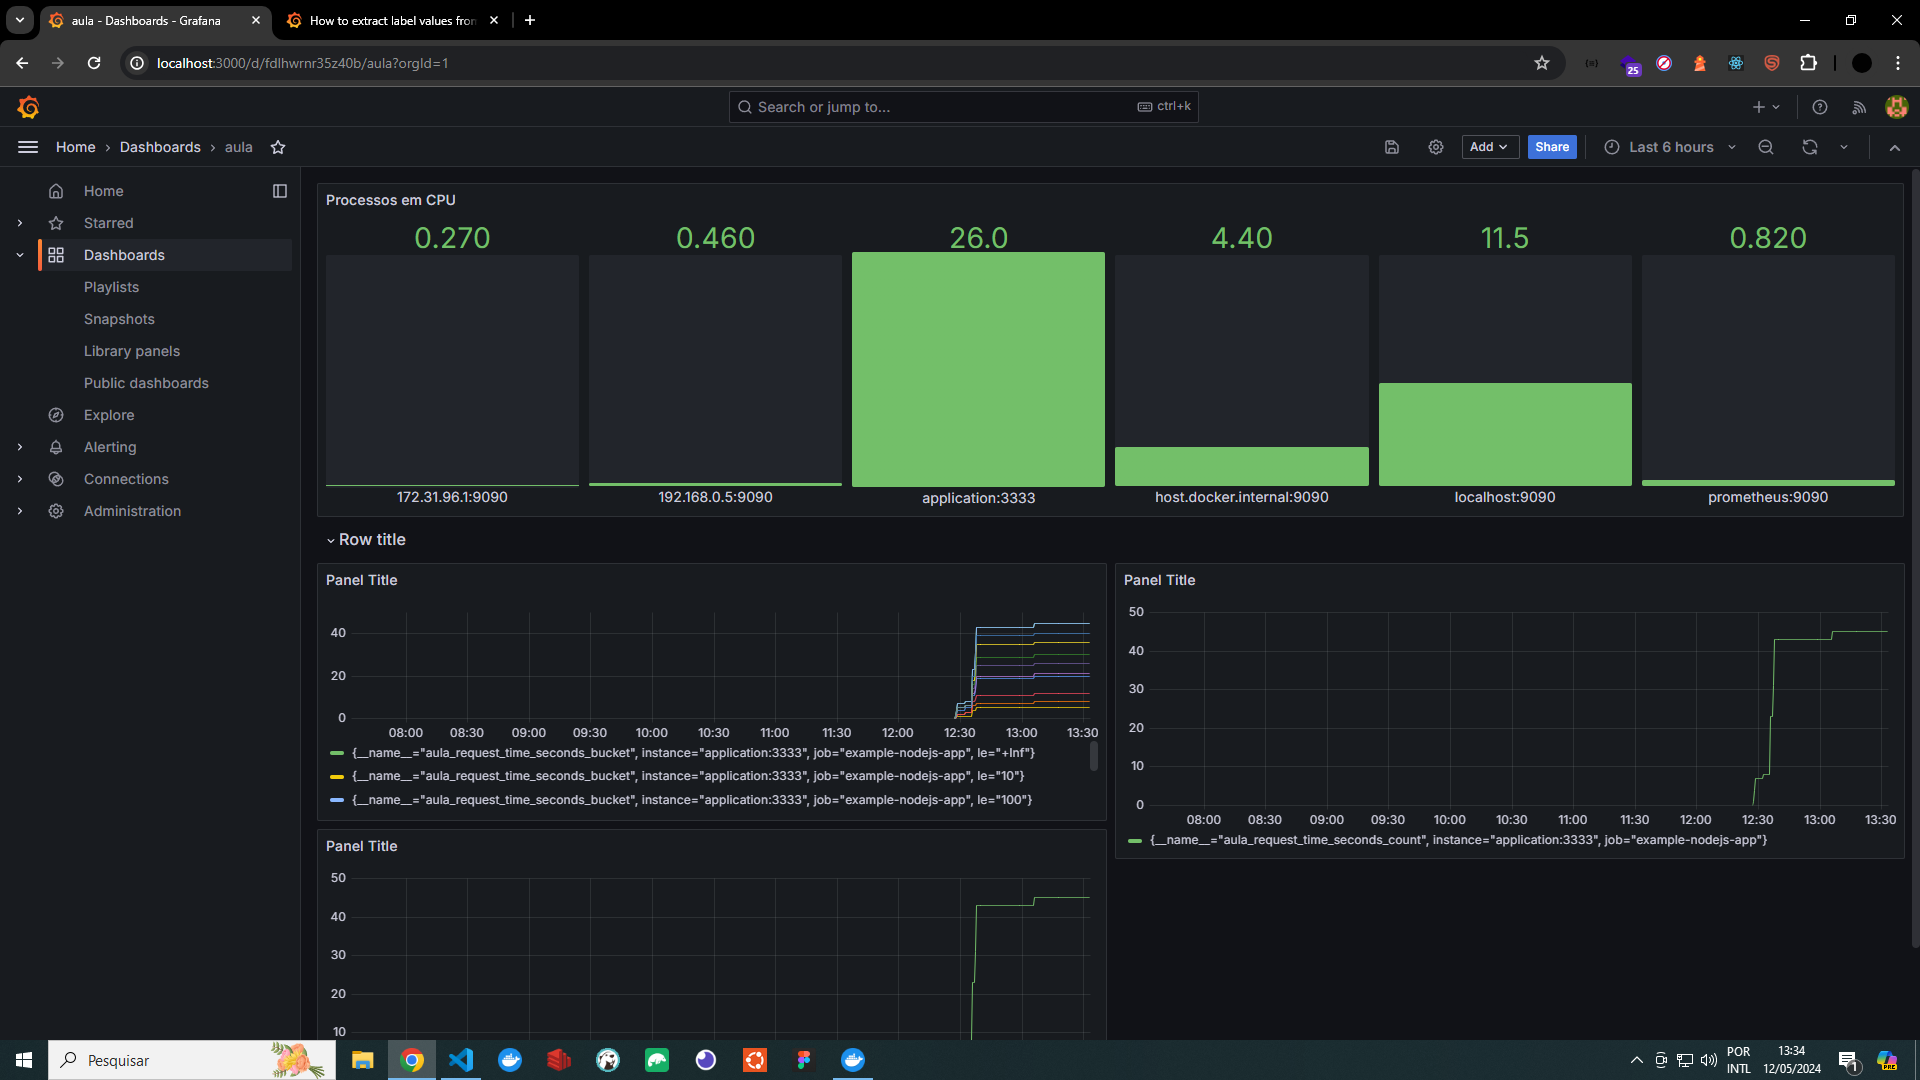 aula - Dashboards - Grafana
How to extract label values fron
localhost:3000/d/fdlhwrnr35z40b/aula?orgId=1
25
Search or jump to...
ctrl+k
Home
Dashboards
aula
Add
Share
Last 6 hours
Home
Starred
Dashboards
Playlists
Snapshots
Library panels
Public dashboards
Explore
Alerting
Connections
Administration
Processos em CPU
0.270 0.460 26.0 4.40 11.5 0.820
172.31.96.1:9090 192.168.0.5:9090 application:3333 host.docker.internal:9090 localhost:9090 prometheus:9090
Row title
Panel Title
40
20
0
08:00 08:30 09:00 09:30 10:00 10:30 11:00 11:30 12:00 12:30 13:00 13:30
{__name__="aula_request_time_seconds_bucket", instance="application:3333", job="example-nodejs-app", le="+Inf"}
{__name__="aula_request_time_seconds_bucket", instance="application:3333", job="example-nodejs-app", le="10"}
{__name__="aula_request_time_seconds_bucket", instance="application:3333", job="example-nodejs-app", le="100"}
Panel Title
50
40
30
20
10
0
08:00 08:30 09:00 09:30 10:00 10:30 11:00 11:30 12:00 12:30 13:00 13:30
{__name__="aula_request_time_seconds_count", instance="application:3333", job="example-nodejs-app"}
Panel Title
50
40
30
20
10
Pesquisar
POR
INTL
13:34
12/05/2024
1
PRE